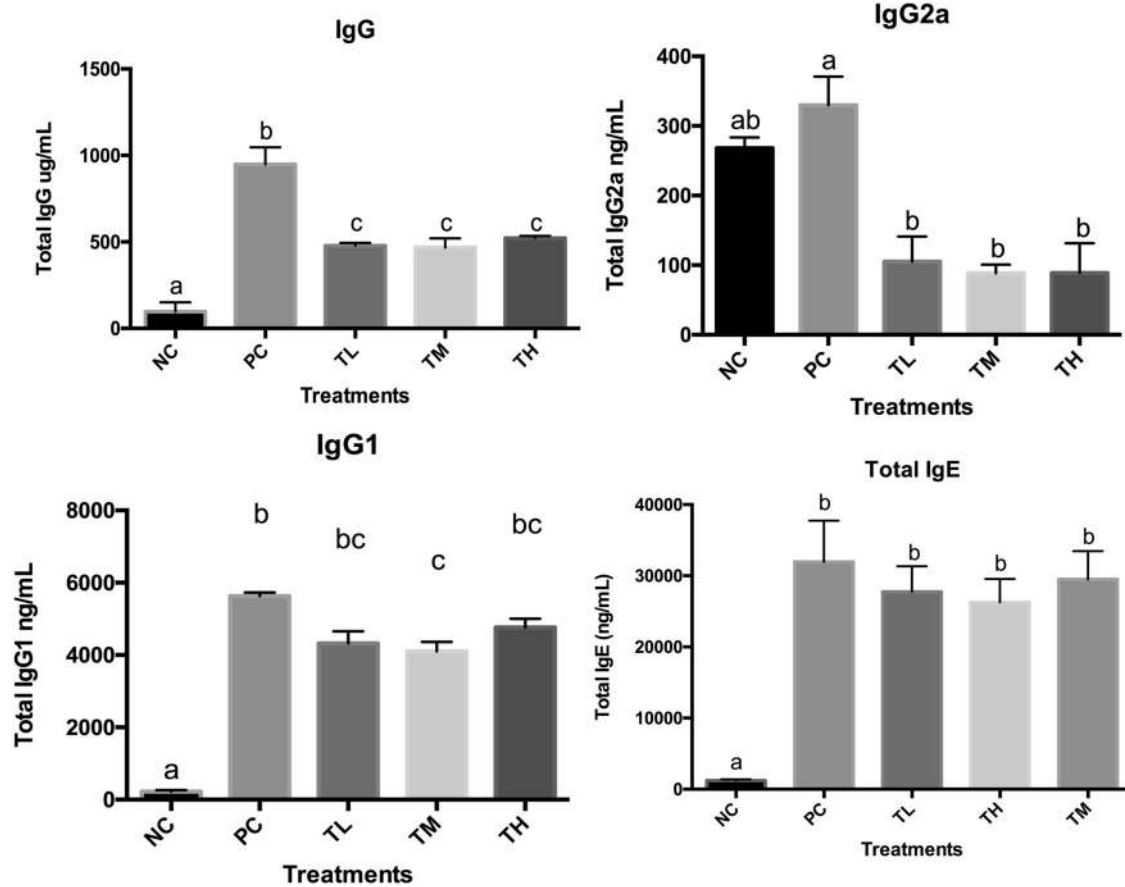 IgG
Total IgG ug/mL
1500
1000
500
0
a
b
c
c
c
NC
PC
TL
TM
TH
Treatments
IgG2a
Total IgG2a ng/mL
400
300
200
100
0
ab
a
b
b
b
NC
PC
TL
TM
TH
Treatments
IgG1
Total IgG1 ng/mL
8000
6000
4000
2000
0
a
b
bc
c
bc
NC
PC
TL
TM
TH
Treatments
Total IgE
Total IgE (ng/mL)
40000
30000
20000
10000
0
a
b
b
b
b
NC
PC
TL
TH
TM
Treatments